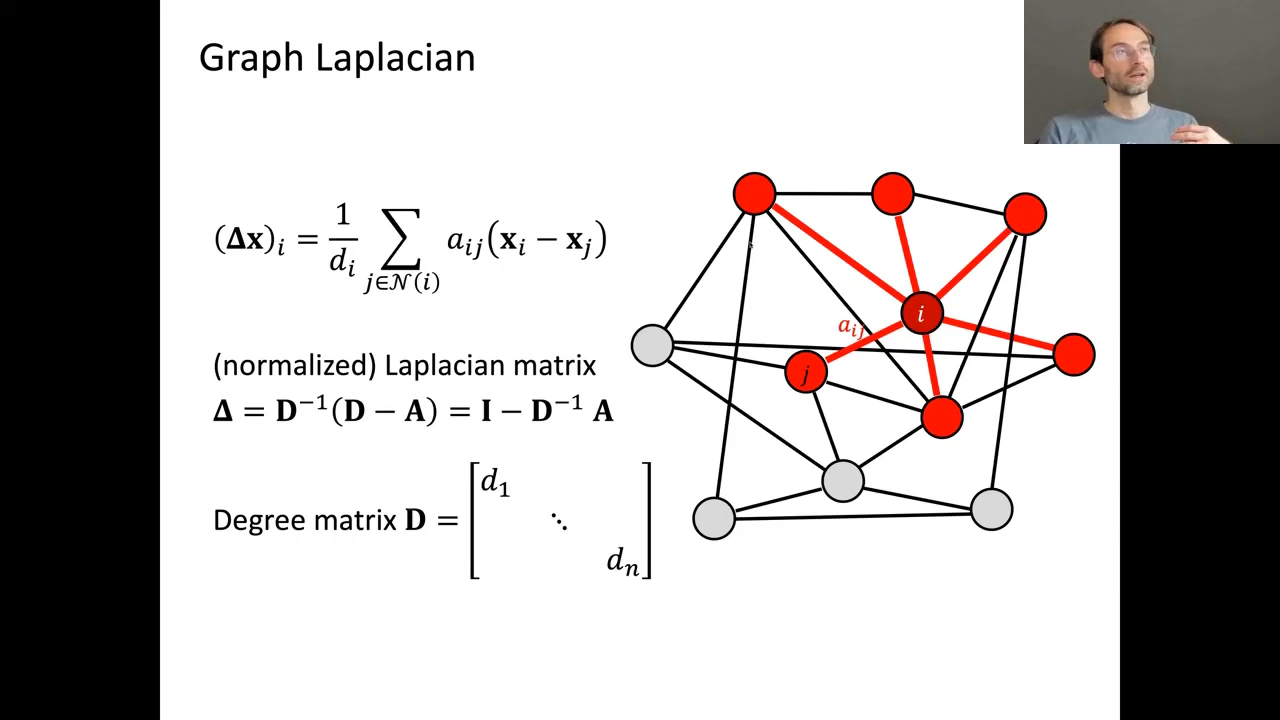 Graph Laplacian
(𝚫𝐱)ᵢ = 1/dᵢ ∑_{j∈𝒩(i)} aᵢⱼ(𝐱ᵢ − 𝐱ⱼ)
(normalized) Laplacian matrix
𝚫 = 𝐃⁻¹(𝐃 − 𝐀) = 𝐈 − 𝐃⁻¹ 𝐀
Degree matrix 𝐃 = [d₁ ⋱ dₙ]
i
aᵢⱼ
j